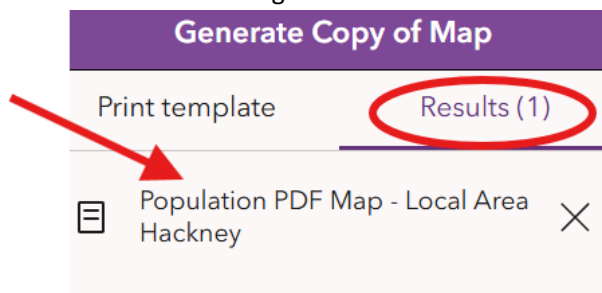 Generate Copy of Map
Print template
Results (1)
Population PDF Map - Local Area
Hackney